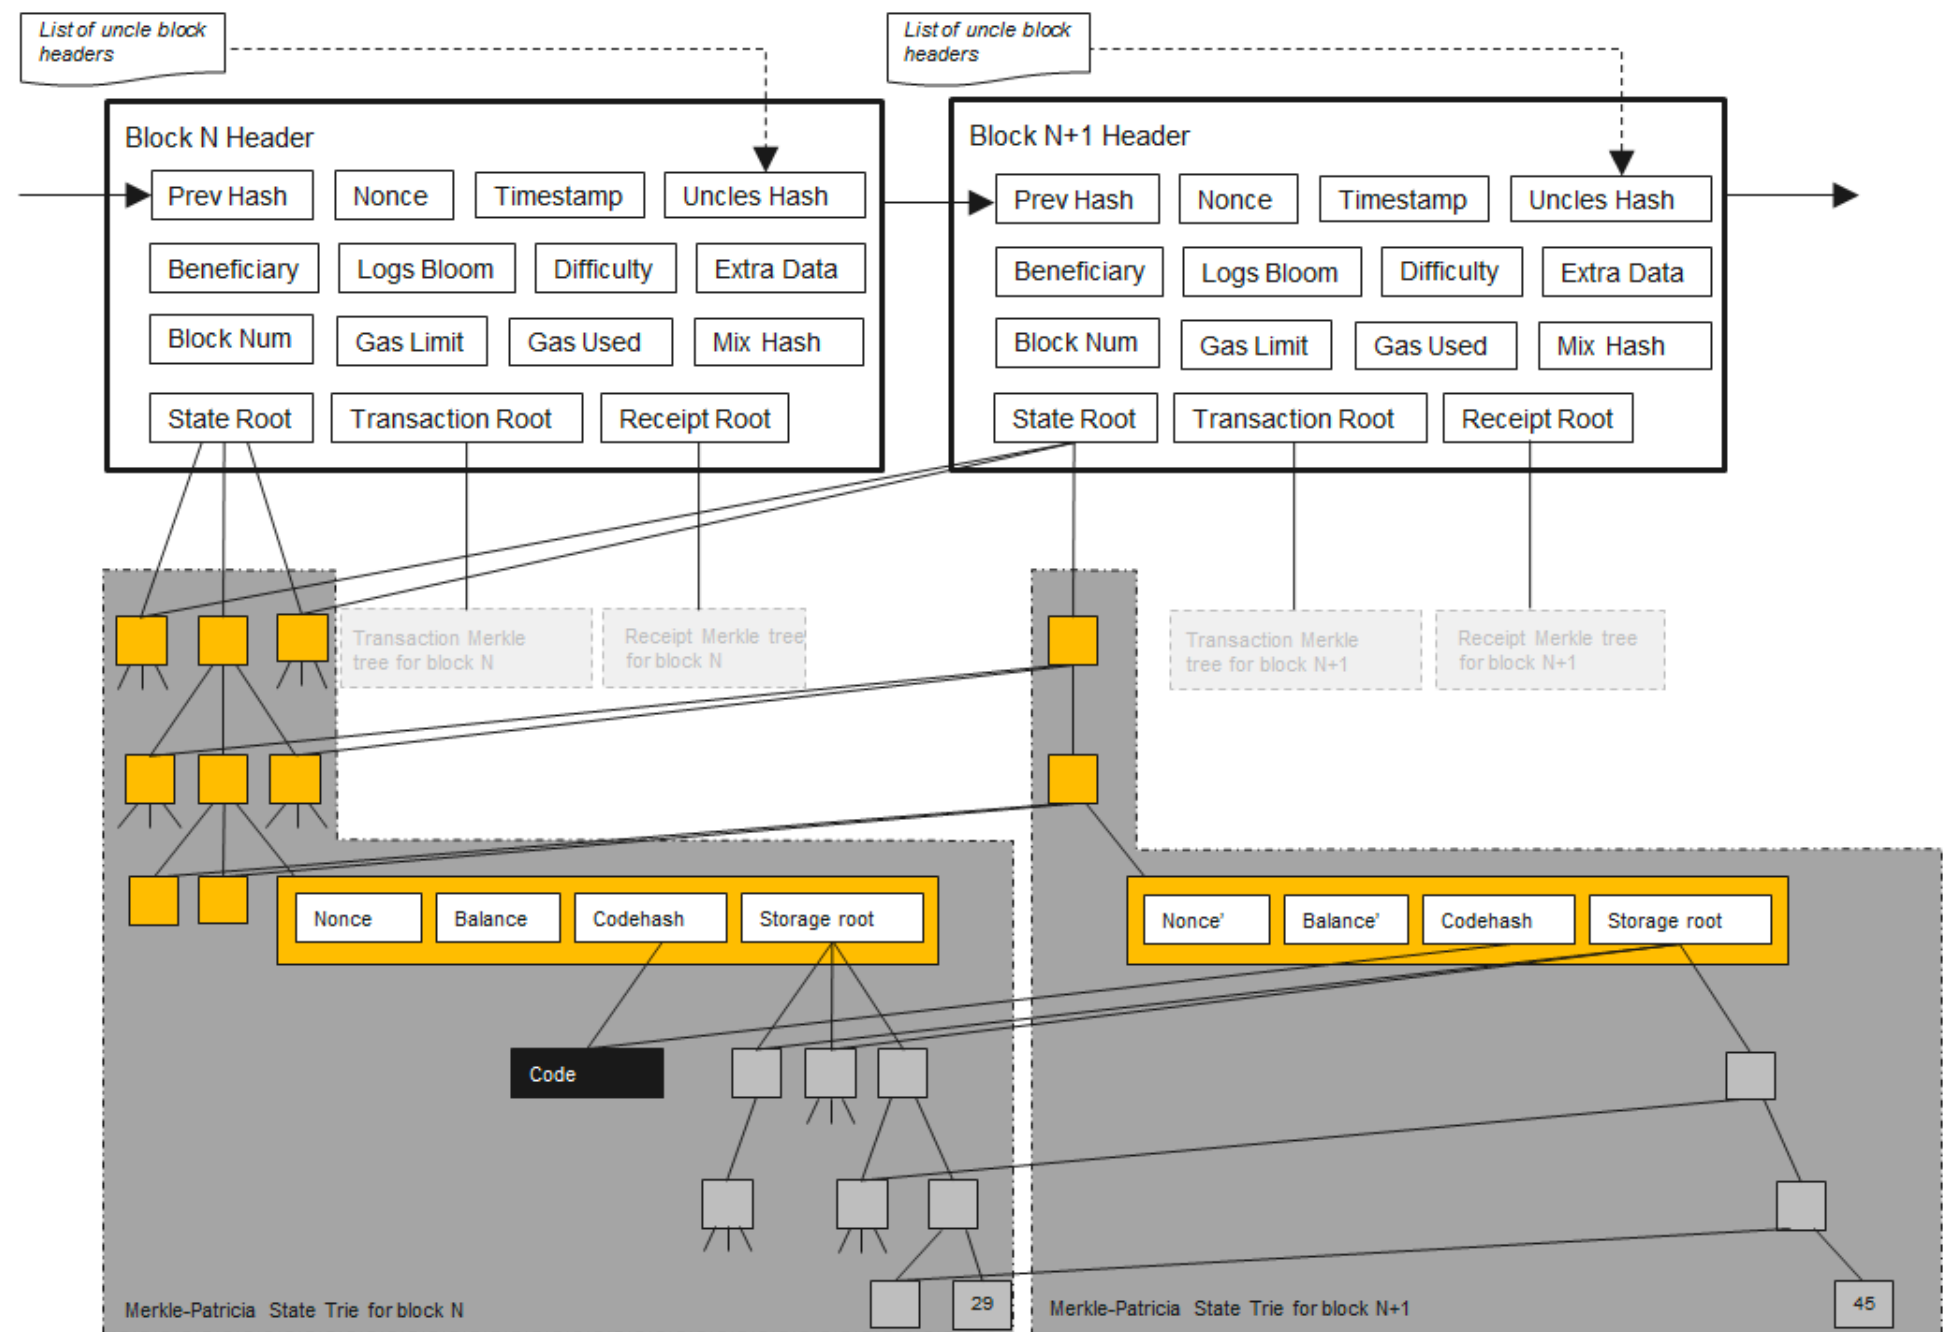 List of uncle block
headers
List of uncle block
headers
Block N Header
Prev Hash
Nonce
Timestamp
Uncles Hash
Beneficiary
Logs Bloom
Difficulty
Extra Data
Block Num
Gas Limit
Gas Used
Mix Hash
State Root
Transaction Root
Receipt Root
Block N+1 Header
Prev Hash
Nonce
Timestamp
Uncles Hash
Beneficiary
Logs Bloom
Difficulty
Extra Data
Block Num
Gas Limit
Gas Used
Mix Hash
State Root
Transaction Root
Receipt Root
Transaction Merkle
tree for block N
Receipt Merkle tree
for block N
Transaction Merkle
tree for block N+1
Receipt Merkle tree
for block N+1
Nonce
Balance
Codehash
Storage root
Nonce’
Balance’
Codehash
Storage root
Code
29
45
Merkle-Patricia State Trie for block N
Merkle-Patricia State Trie for block N+1